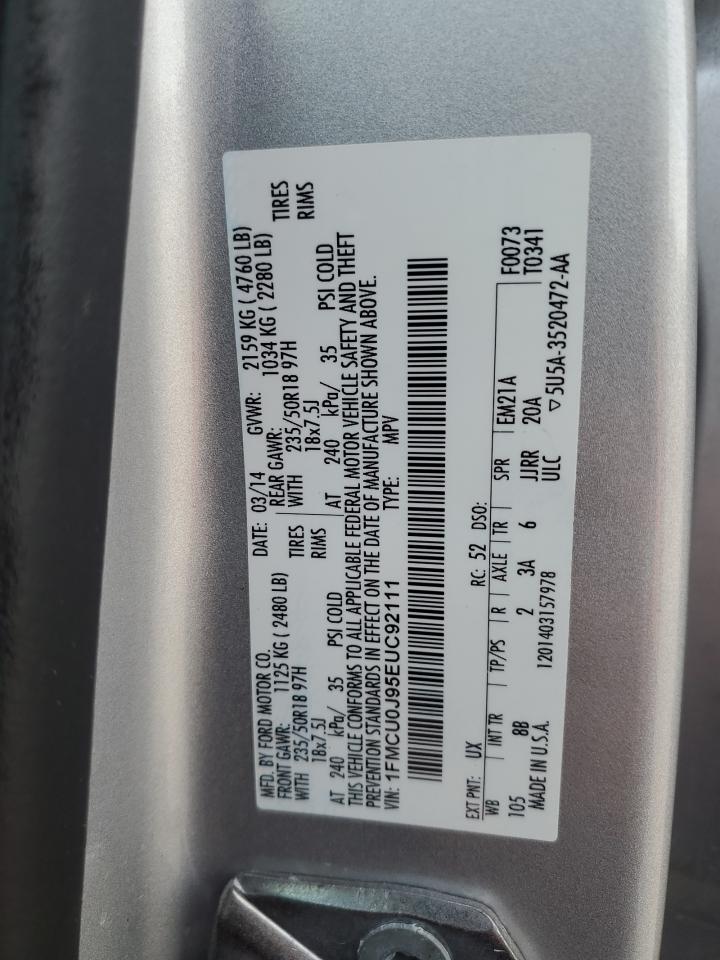 MFD. BY FORD MOTOR CO. DATE: 03/14 GVWR: 2159 KG ( 4760 LB)
FRONT GAWR: 1125 KG ( 2480 LB) REAR GAWR: 1034 KG ( 2280 LB)
WITH 235/50R18 97H TIRES WITH 235/50R18 97H TIRES
18x7.5J RIMS 18x7.5J RIMS
AT 240 kPa/ 35 PSI COLD AT 240 kPa/ 35 PSI COLD
THIS VEHICLE CONFORMS TO ALL APPLICABLE FEDERAL MOTOR VEHICLE SAFETY AND THEFT
PREVENTION STANDARDS IN EFFECT ON THE DATE OF MANUFACTURE SHOWN ABOVE.
VIN: 1FMCU0J95EUC92111 TYPE: MPV
EXT PNT: UX RC: 52 DSO:
WB INT TR TP/PS R AXLE TR SPR EM21A F0073
105 8B 2 3A 6 JJRR 20A T0341
MADE IN U.S.A. 1201403157978 ULC ▽5U5A-3520472-AA